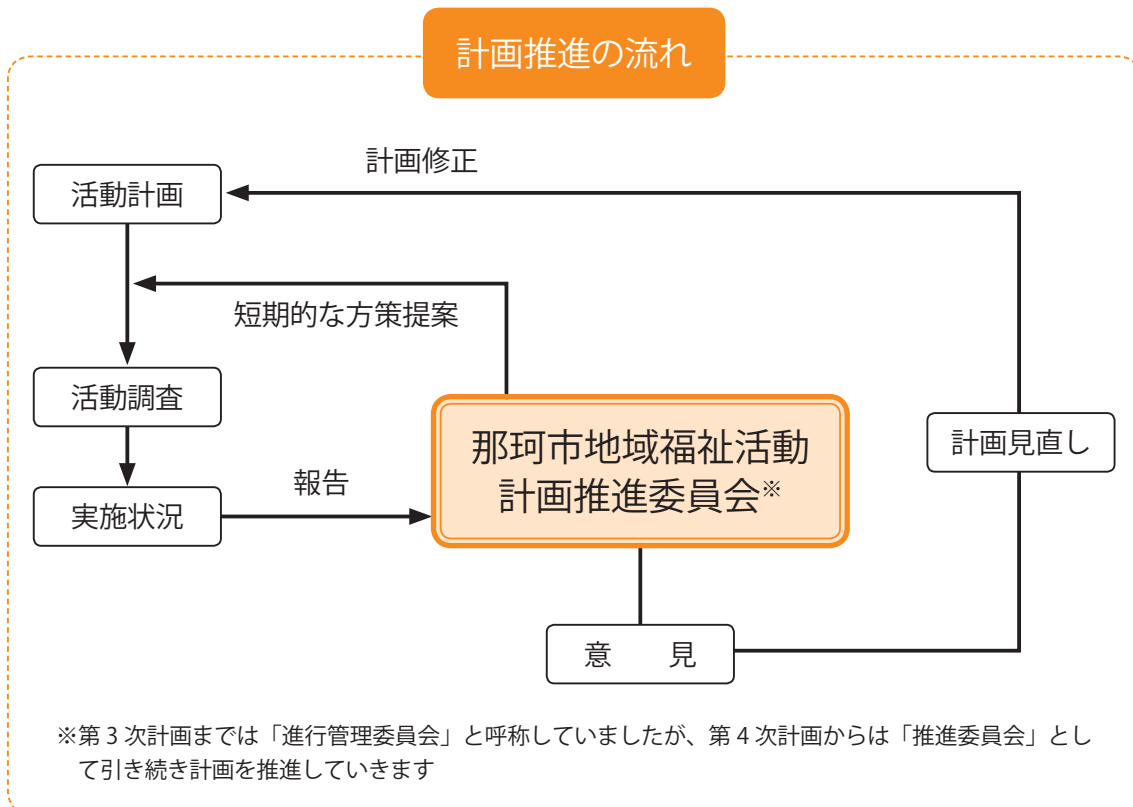 計画推進の流れ
計画修正
活動計画
短期的な方策提案
活動調査
那珂市地域福祉活動
計画推進委員会※
計画見直し
報告
実施状況
意　見
※第 3 次計画までは「進行管理委員会」と呼称していましたが、第 4 次計画からは「推進委員会」とし
て引き続き計画を推進していきます